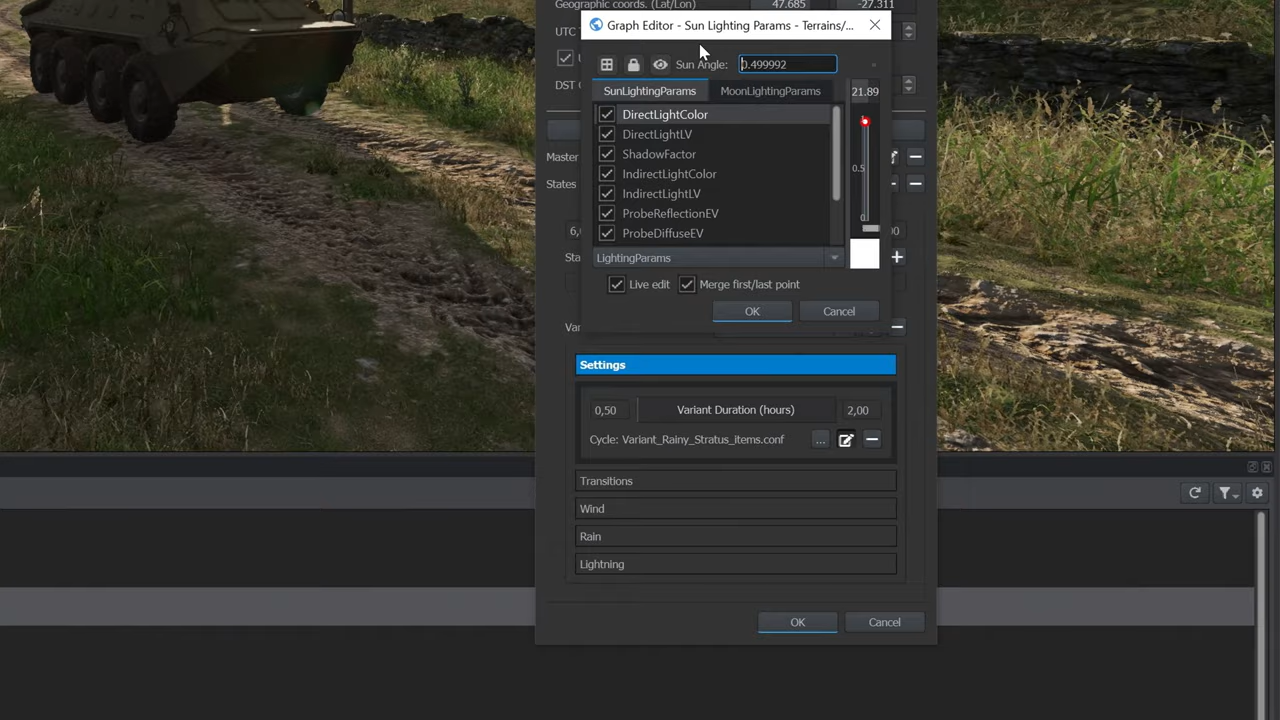 Geographic coords. (Lat/Lon) 47.685 -27.311
Graph Editor - Sun Lighting Params - Terrains/...
UTC
Sun Angle: 0.499992
DST
SunLightingParams MoonLightingParams 21.89
DirectLightColor
DirectLightLV
Master ShadowFactor
0.5
IndirectLightColor
States
IndirectLightLV
ProbeReflectionEV
0
6, ProbeDiffuseEV 00
LightingParams
Live edit Merge first/last point
OK Cancel
Settings
0,50 Variant Duration (hours) 2,00
Cycle: Variant_Rainy_Stratus_items.conf ...
Transitions
Wind
Rain
Lightning
OK Cancel